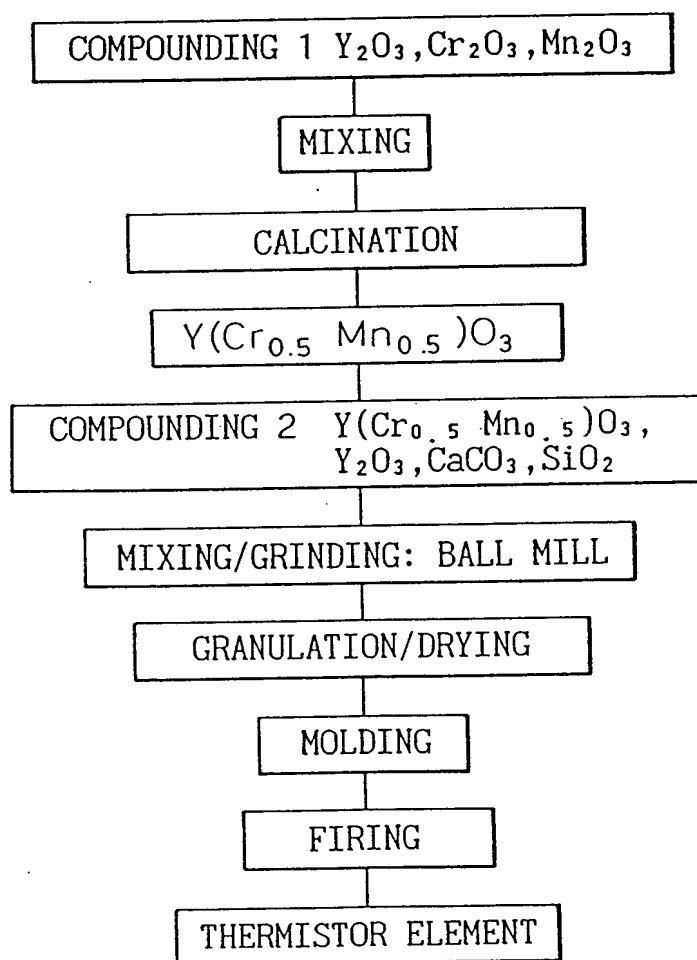 COMPOUNDING 1 Y₂O₃,Cr₂O₃,Mn₂O₃
MIXING
CALCINATION
Y(Cr₀.₅ Mn₀.₅)O₃
COMPOUNDING 2 Y(Cr₀.₅ Mn₀.₅)O₃,
Y₂O₃,CaCO₃,SiO₂
MIXING/GRINDING: BALL MILL
GRANULATION/DRYING
MOLDING
FIRING
THERMISTOR ELEMENT